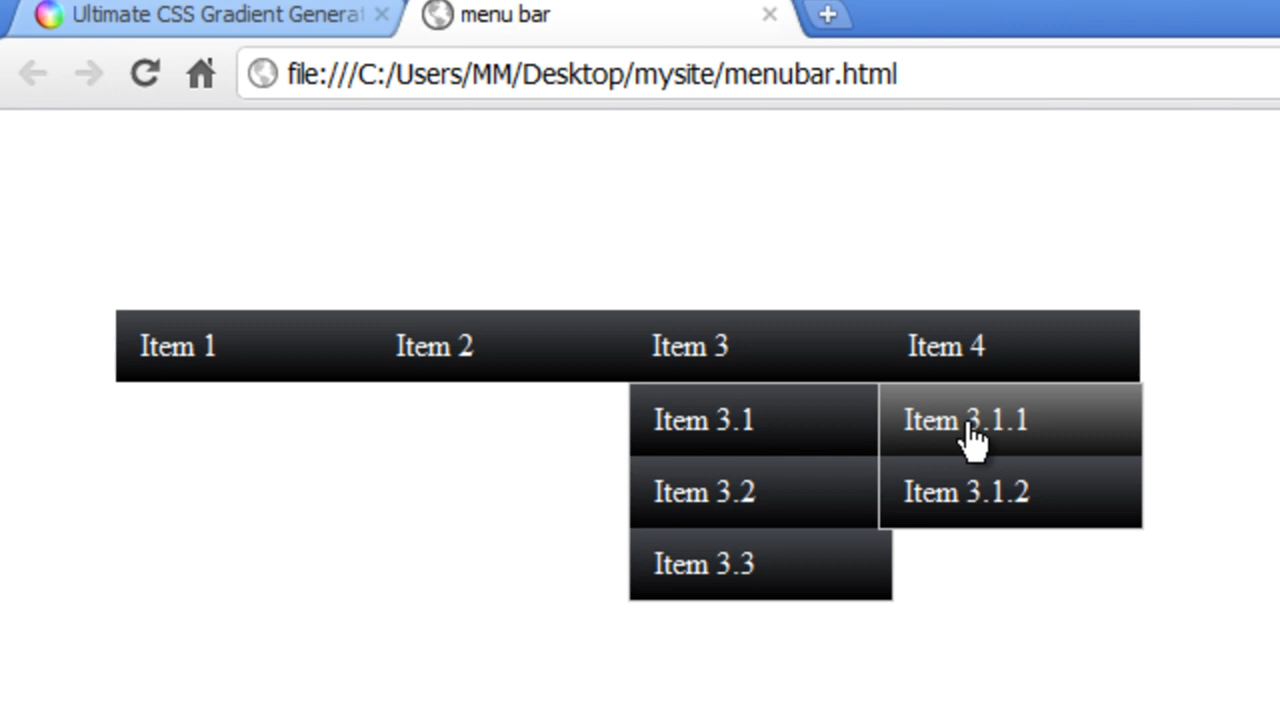 Ultimate CSS Gradient Genera
menu bar
file:///C:/Users/MM/Desktop/mysite/menubar.html
Item 1 Item 2 Item 3 Item 4
Item 3.1 Item 3.1.1
Item 3.2 Item 3.1.2
Item 3.3